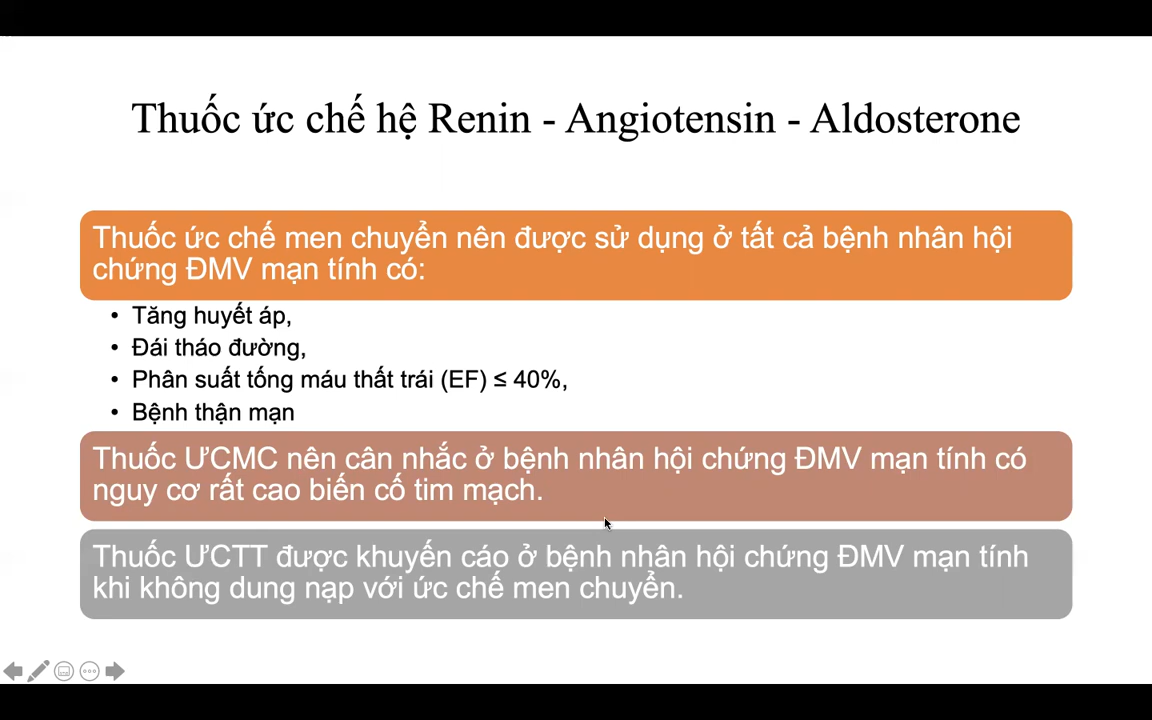 Thuốc ức chế hệ Renin - Angiotensin - Aldosterone
Thuốc ức chế men chuyển nên được sử dụng ở tất cả bệnh nhân hội
chứng ĐMV mạn tính có:
• Tăng huyết áp,
• Đái tháo đường,
• Phân suất tống máu thất trái (EF) ≤ 40%,
• Bệnh thận mạn
Thuốc ƯCMC nên cân nhắc ở bệnh nhân hội chứng ĐMV mạn tính có
nguy cơ rất cao biến cố tim mạch.
Thuốc ƯCTT được khuyến cáo ở bệnh nhân hội chứng ĐMV mạn tính
khi không dung nạp với ức chế men chuyển.